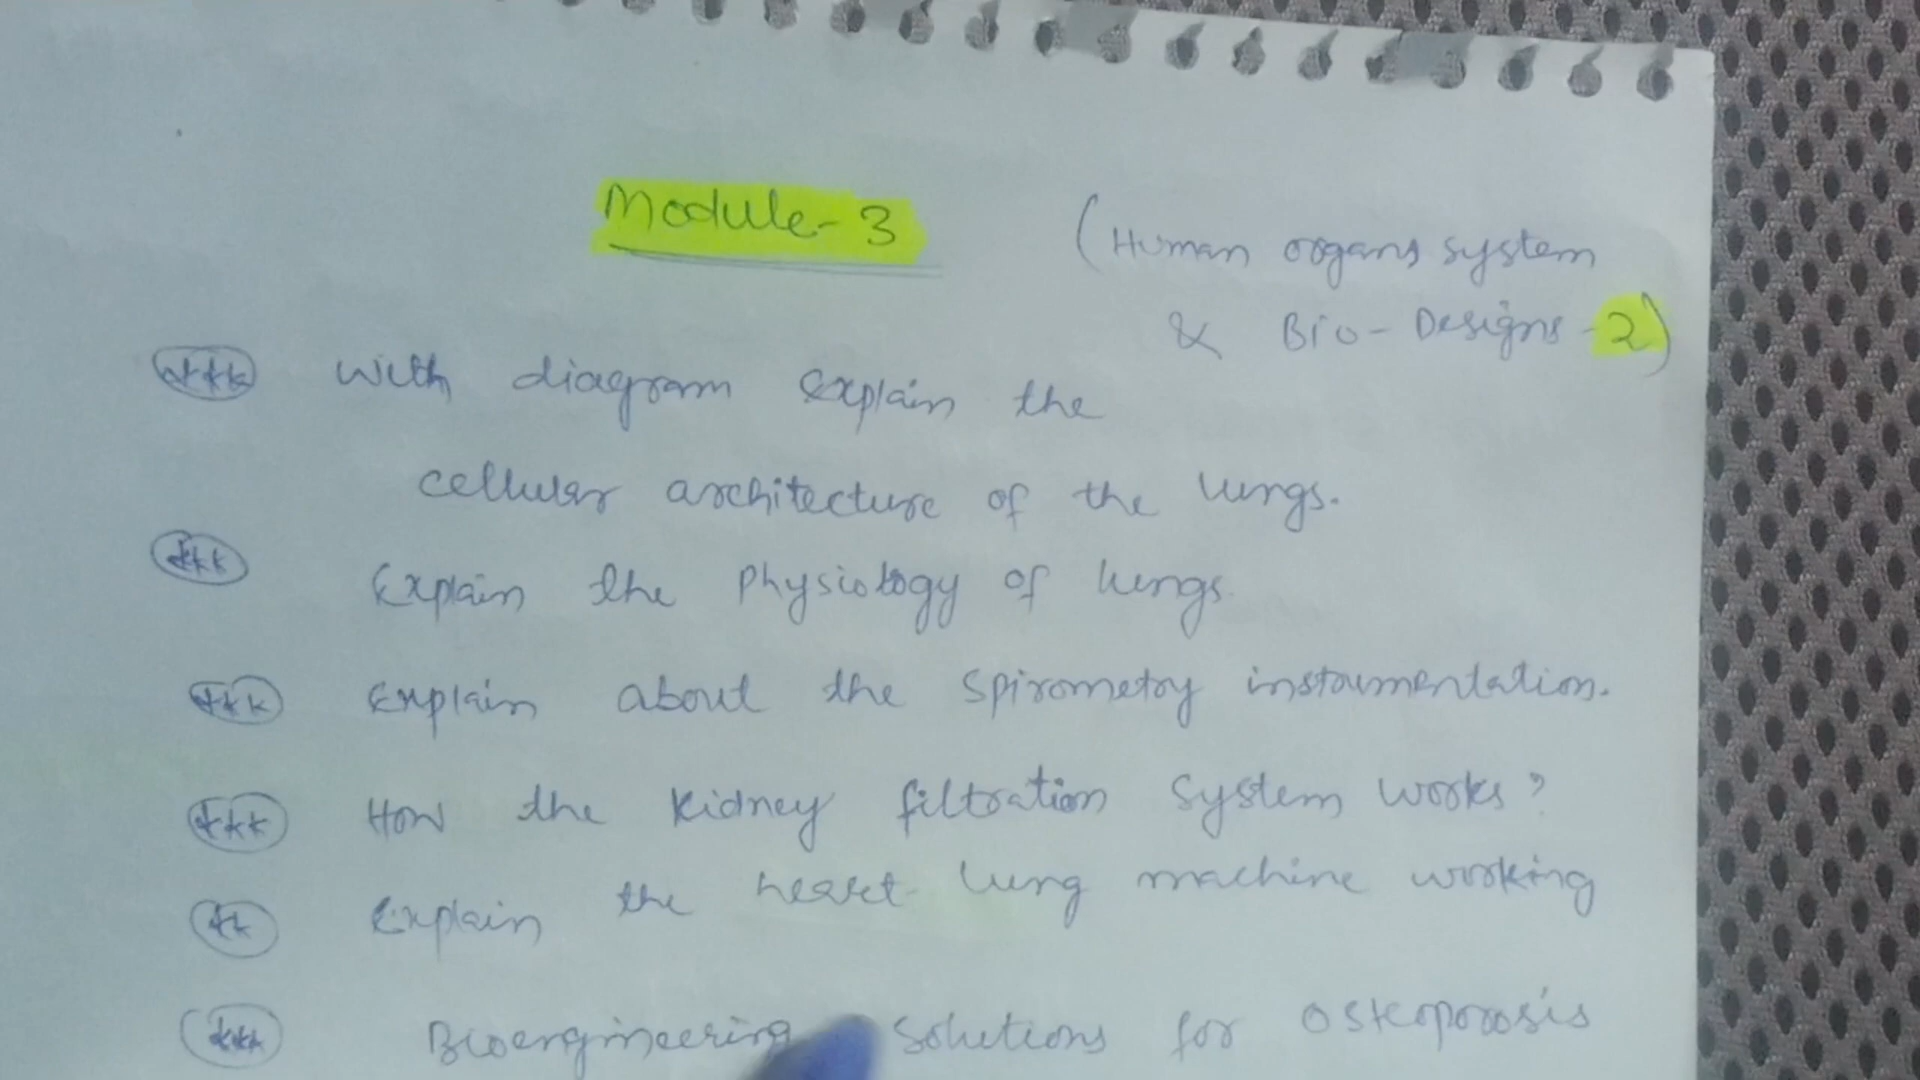 Module-3
(Human organs system
& Bio-Designs-2)
*** With diagram explain the
cellular architecture of the lungs.
*** Explain the physiology of lungs.
*** Explain about the spirometry instrumentation.
*** How the kidney filtration system works?
** Explain the heart-lung machine working
*** Bioengineering solutions for osteoporosis